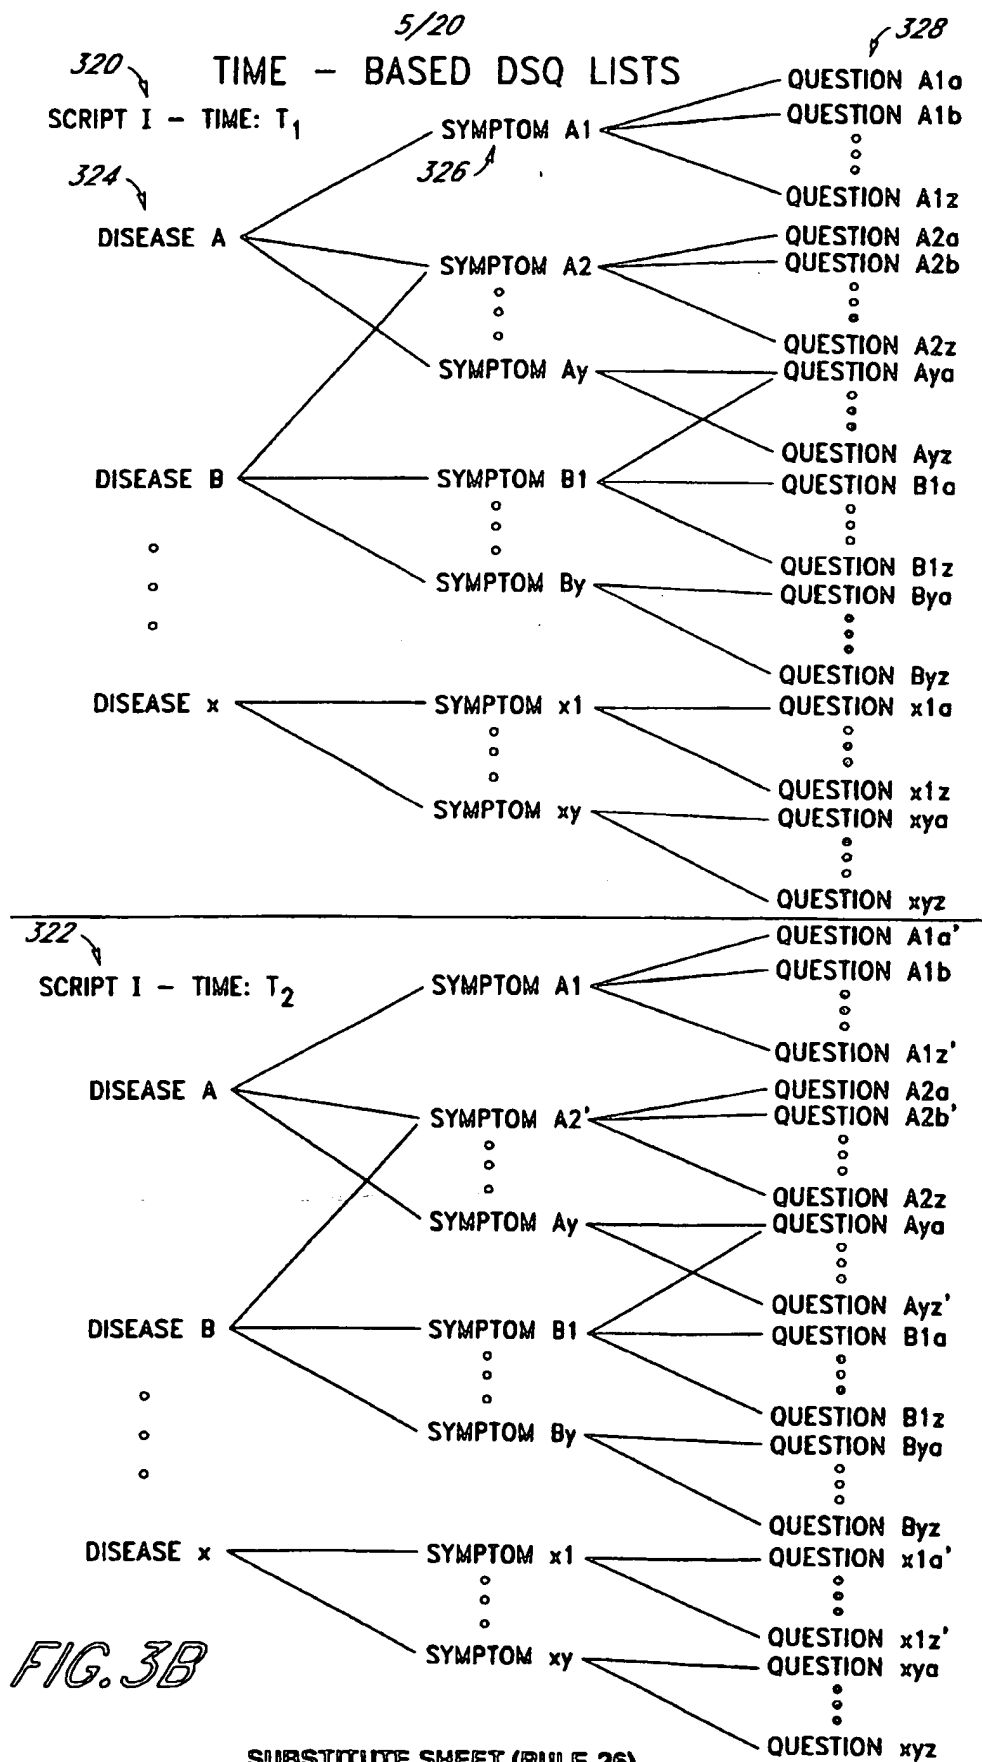 5/20
328
320
TIME - BASED DSQ LISTS
QUESTION A1a
SCRIPT I - TIME: T1
QUESTION A1b
SYMPTOM A1
326
324
QUESTION A1z
DISEASE A
QUESTION A2a
SYMPTOM A2
QUESTION A2b
QUESTION A2z
SYMPTOM Ay
QUESTION Aya
QUESTION Ayz
DISEASE B
SYMPTOM B1
QUESTION B1a
QUESTION B1z
SYMPTOM By
QUESTION Bya
QUESTION Byz
DISEASE x
SYMPTOM x1
QUESTION x1a
QUESTION x1z
SYMPTOM xy
QUESTION xya
QUESTION xyz
322
QUESTION A1a'
SCRIPT I - TIME: T2
SYMPTOM A1
QUESTION A1b
QUESTION A1z'
DISEASE A
QUESTION A2a
SYMPTOM A2'
QUESTION A2b'
QUESTION A2z
SYMPTOM Ay
QUESTION Aya
QUESTION Ayz'
DISEASE B
SYMPTOM B1
QUESTION B1a
QUESTION B1z
SYMPTOM By
QUESTION Bya
QUESTION Byz
DISEASE x
SYMPTOM x1
QUESTION x1a'
QUESTION x1z'
SYMPTOM xy
QUESTION xya
FIG. 3B
QUESTION xyz
SUBSTITUTE SHEET (RULE 26)